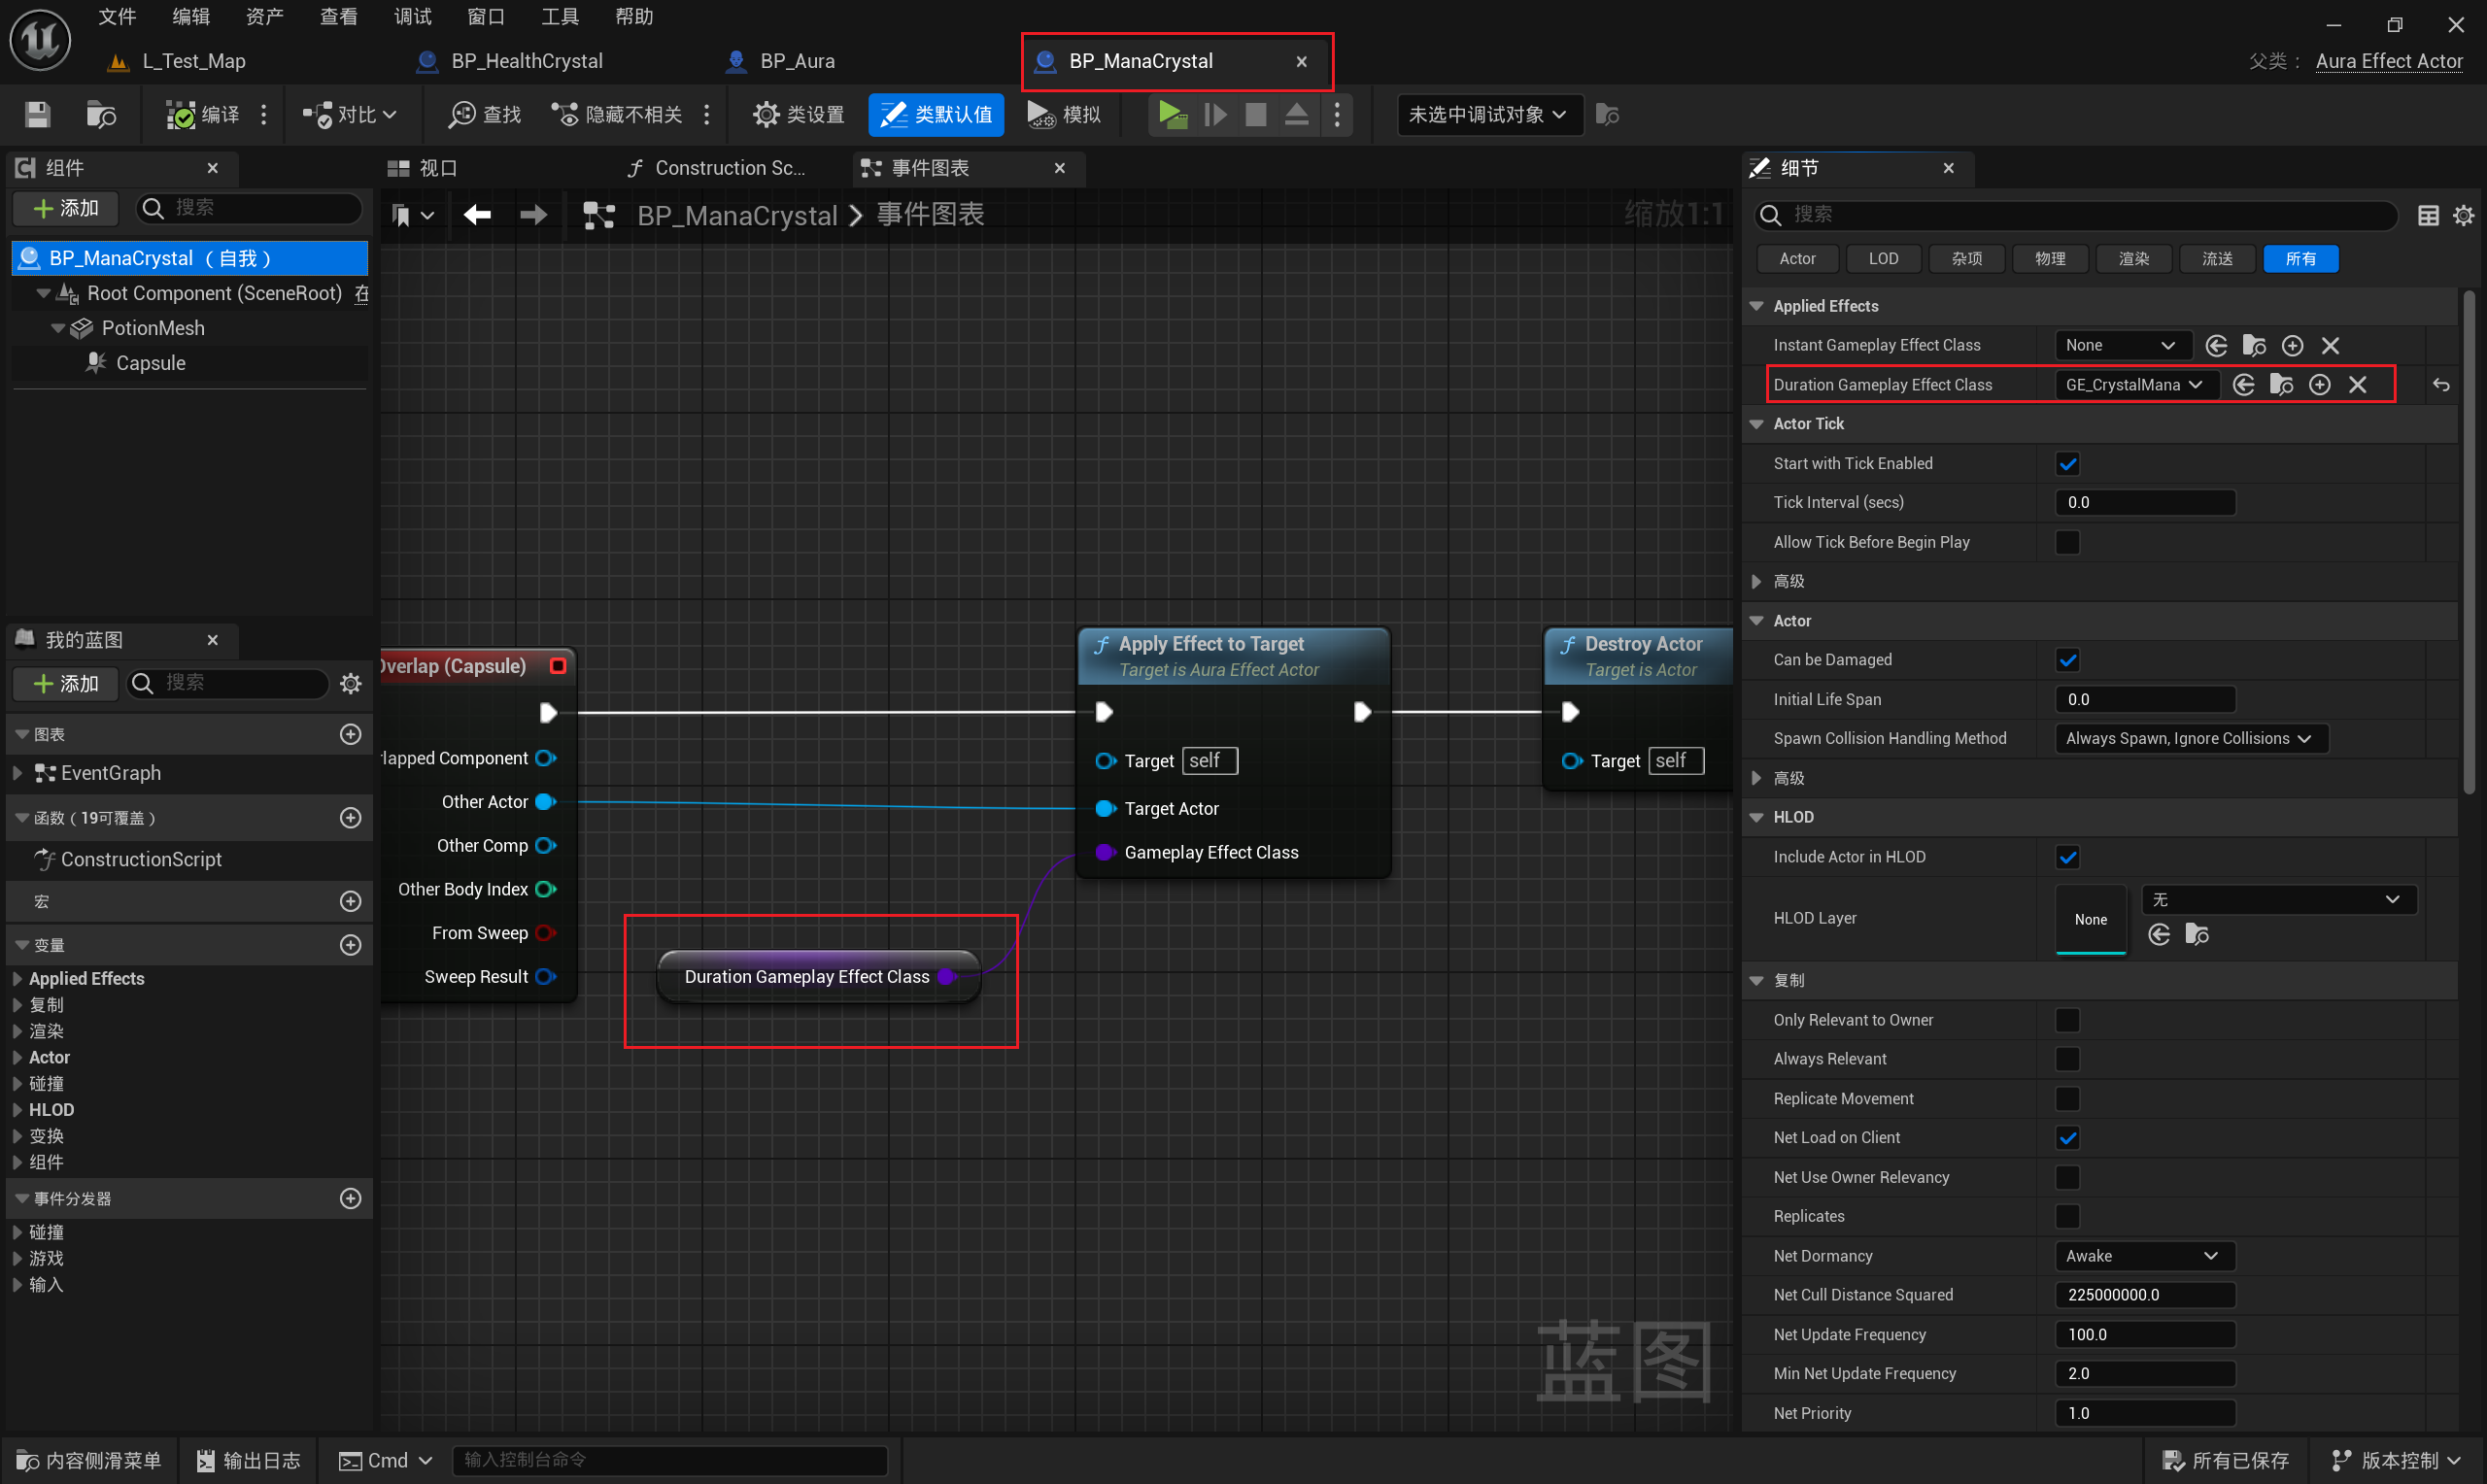 文件 编辑 资产 查看 调试 窗口 工具 帮助
L_Test_Map BP_HealthCrystal BP_Aura BP_ManaCrystal
父类： Aura Effect Actor
编译 对比 查找 隐藏不相关 类设置 类默认值 模拟 未选中调试对象
组件
添加 搜索
BP_ManaCrystal （自我）
Root Component (SceneRoot) 在
PotionMesh
Capsule
我的蓝图
添加 搜索
图表
EventGraph
函数（19可覆盖）
ConstructionScript
宏
变量
Applied Effects
复制
渲染
Actor
碰撞
HLOD
变换
组件
事件分发器
碰撞
游戏
输入
视口 Construction Sc... 事件图表
BP_ManaCrystal 事件图表 缩放1:1
Overlap (Capsule)
rlapped Component
Other Actor
Other Comp
Other Body Index
From Sweep
Sweep Result
Duration Gameplay Effect Class
Apply Effect to Target
Target is Aura Effect Actor
Target self
Target Actor
Gameplay Effect Class
Destroy Actor
Target is Actor
Target self
蓝图
细节
搜索
Actor LOD 杂项 物理 渲染 流送 所有
Applied Effects
Instant Gameplay Effect Class None
Duration Gameplay Effect Class GE_CrystalMana
Actor Tick
Start with Tick Enabled
Tick Interval (secs) 0.0
Allow Tick Before Begin Play
高级
Actor
Can be Damaged
Initial Life Span 0.0
Spawn Collision Handling Method Always Spawn, Ignore Collisions
高级
HLOD
Include Actor in HLOD
HLOD Layer None 无
复制
Only Relevant to Owner
Always Relevant
Replicate Movement
Net Load on Client
Net Use Owner Relevancy
Replicates
Net Dormancy Awake
Net Cull Distance Squared 225000000.0
Net Update Frequency 100.0
Min Net Update Frequency 2.0
Net Priority 1.0
内容侧滑菜单 输出日志 Cmd 输入控制台命令 所有已保存 版本控制